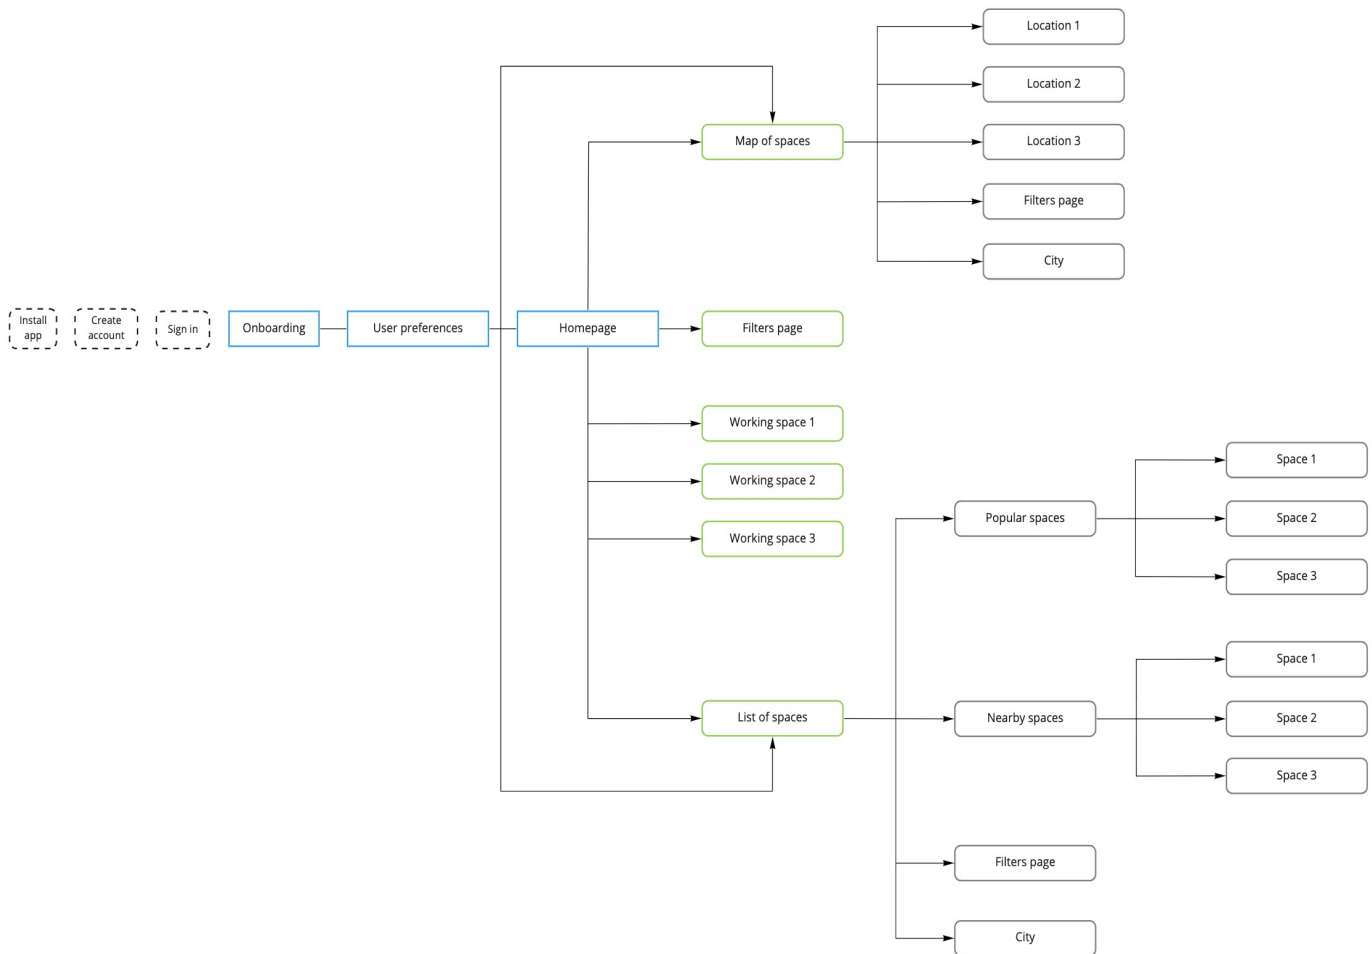 Location 1
Location 2
Map of spaces
Location 3
Filters page
City
Install
app
Create
account
Sign in
Onboarding
User preferences
Homepage
Filters page
Working space 1
Working space 2
Working space 3
Popular spaces
Space 1
Space 2
Space 3
List of spaces
Nearby spaces
Space 1
Space 2
Space 3
Filters page
City